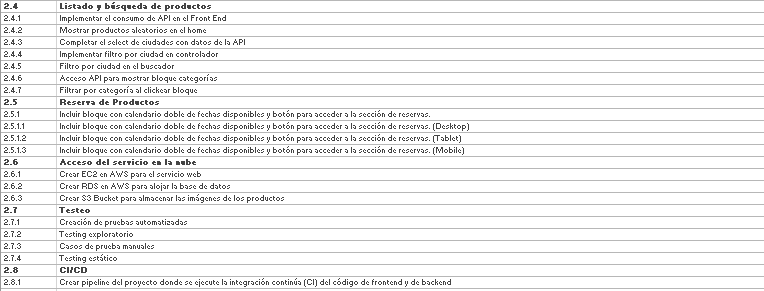 2.4 Listado y búsqueda de productos
2.4.1 Implementar el consumo de API en el Front End
2.4.2 Mostrar productos aleatorios en el home
2.4.3 Completar el select de ciudades con datos de la API
2.4.4 Implementar filtro por ciudad en controlador
2.4.5 Filtro por ciudad en el buscador
2.4.6 Acceso API para mostrar bloque categorías
2.4.7 Filtrar por categoría al clickear bloque
2.5 Reserva de Productos
2.5.1 Incluir bloque con calendario doble de fechas disponibles y botón para acceder a la sección de reservas.
2.5.1.1 Incluir bloque con calendario doble de fechas disponibles y botón para acceder a la sección de reservas. (Desktop)
2.5.1.2 Incluir bloque con calendario doble de fechas disponibles y botón para acceder a la sección de reservas. (Tablet)
2.5.1.3 Incluir bloque con calendario doble de fechas disponibles y botón para acceder a la sección de reservas. (Mobile)
2.6 Acceso del servicio en la nube
2.6.1 Crear EC2 en AWS para el servicio web
2.6.2 Crear RDS en AWS para alojar la base de datos
2.6.3 Crear S3 Bucket para almacenar las imágenes de los productos
2.7 Testeo
2.7.1 Creación de pruebas automatizadas
2.7.2 Testing exploratorio
2.7.3 Casos de prueba manuales
2.7.4 Testing estático
2.8 CI/CD
2.8.1 Crear pipeline del proyecto donde se ejecute la integración continúa (CI) del código de frontend y de backend